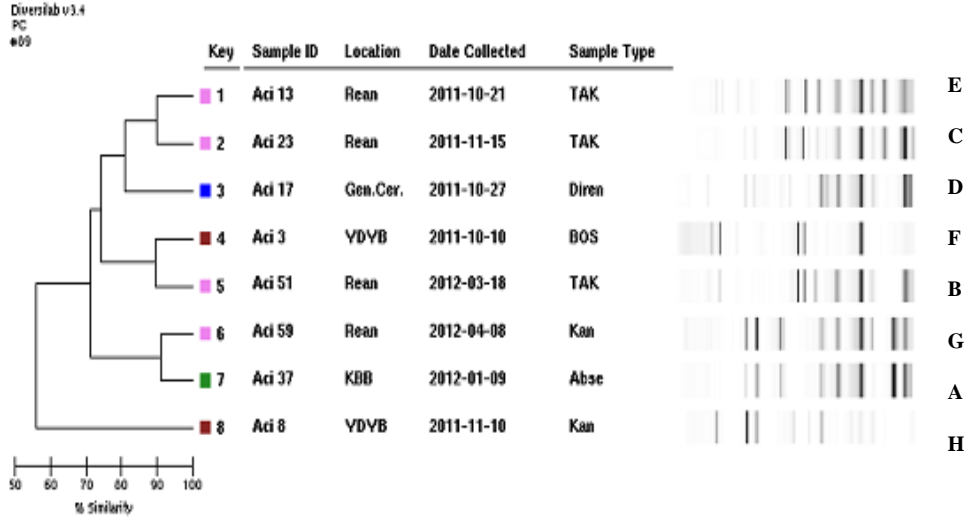 Diversilab v3.4
PC
#09
Key Sample ID Location Date Collected Sample Type
1 Aci 13 Rean 2011-10-21 TAK E
2 Aci 23 Rean 2011-11-15 TAK C
3 Aci 17 Gen.Cer. 2011-10-27 Diren D
4 Aci 3 YDYB 2011-10-10 BOS F
5 Aci 51 Rean 2012-03-18 TAK B
6 Aci 59 Rean 2012-04-08 Kan G
7 Aci 37 KBB 2012-01-09 Abse A
8 Aci 8 YDYB 2011-11-10 Kan H
50 60 70 80 90 100
% Similarity